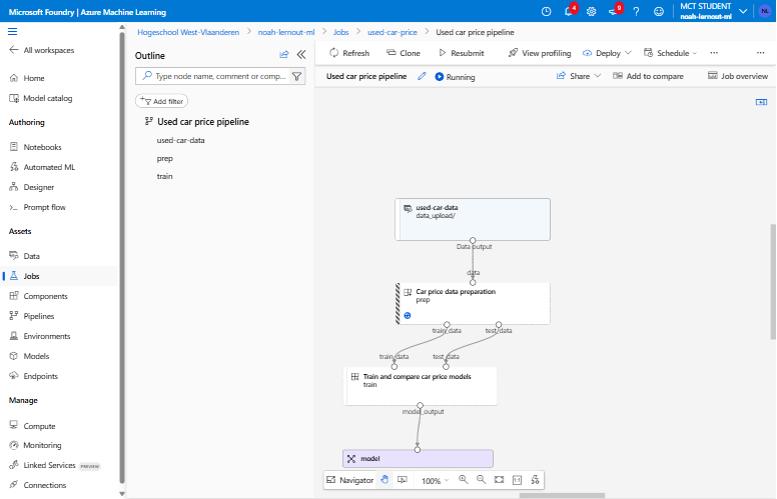 Microsoft Foundry | Azure Machine Learning
4
9
?
MCT STUDENT
noah-lernout-ml
NL
All workspaces
Home
Model catalog
Authoring
Notebooks
Automated ML
Designer
Prompt flow
Assets
Data
Jobs
Components
Pipelines
Environments
Models
Endpoints
Manage
Compute
Monitoring
Linked Services PREVIEW
Connections
Hogeschool West-Vlaanderen > noah-lernout-ml > Jobs > used-car-price > Used car price pipeline
Outline
Type node name, comment or comp...
Add filter
Used car price pipeline
used-car-data
prep
train
Refresh Clone Resubmit View profiling Deploy Schedule ... ...
Used car price pipeline Running Share Add to compare Job overview
used-car-data
data_upload/
Data output
data
Car price data preparation
prep
train_data test_data
train_data test_data
Train and compare car price models
train
model_output
model
Navigator 100% 1:1